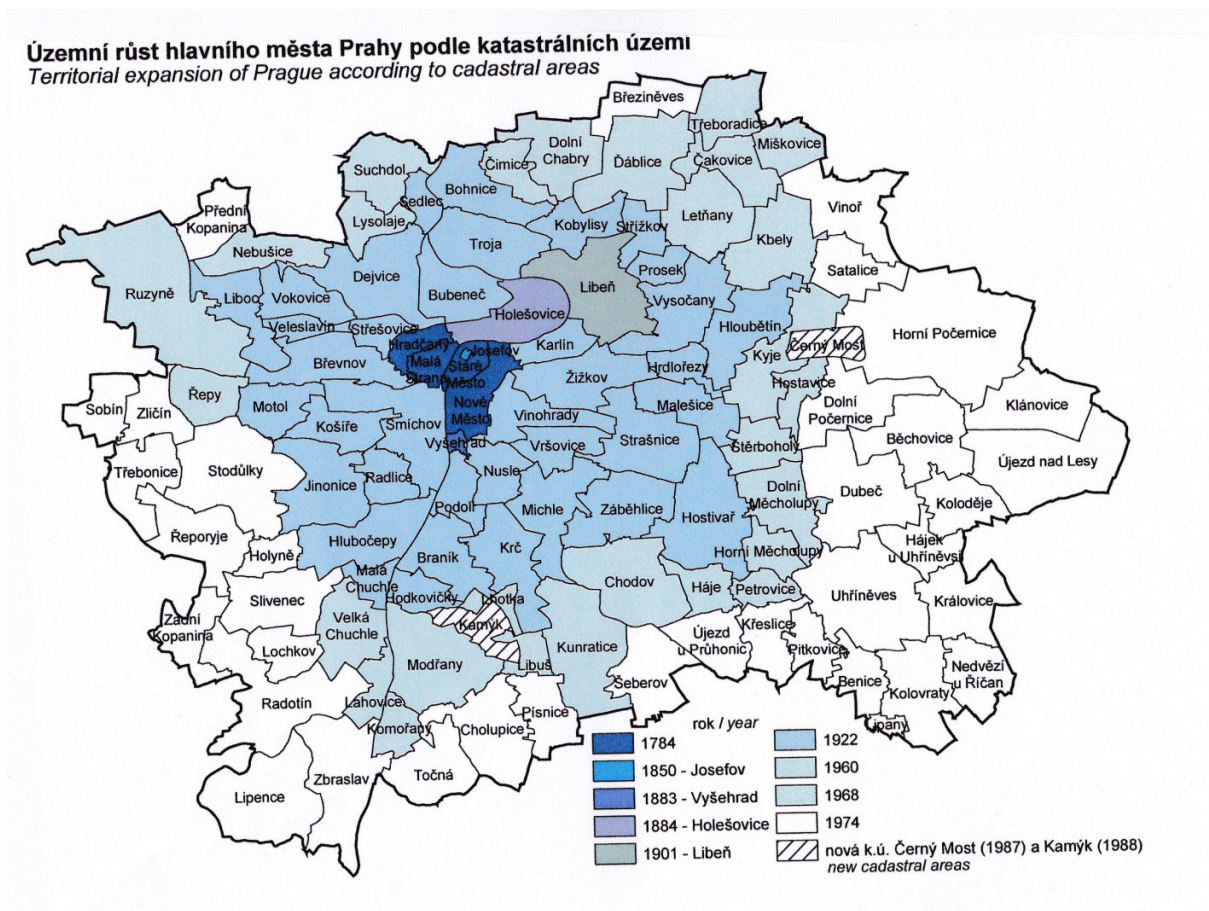 Územní růst hlavního města Prahy podle katastrálních území
Territorial expansion of Prague according to cadastral areas
Březiněves
Třeboradice
Miškovice
Dolní
Chabry
Ďáblice
Čakovice
Čimice
Suchdol
Bohnice
Sedlec
Lysolaje
Přední
Kopanina
Nebušice
Kobylisy
Střížkov
Letňany
Vinoř
Kbely
Troja
Dejvice
Satalice
Ruzyně
Liboc
Vokovice
Bubeneč
Libeň
Prosek
Vysočany
Holešovice
Veleslavín
Střešovice
Hloubětín
Horní Počernice
Hradčany
Josefov
Karlín
Černý Most
Kyje
Břevnov
Malá
Strana
Staré
Město
Žižkov
Hrdlořezy
Hostavice
Řepy
Sobín
Zličín
Motol
Košíře
Smíchov
Nové
Město
Vinohrady
Malešice
Dolní
Počernice
Klánovice
Vyšehrad
Vršovice
Strašnice
Štěrboholy
Běchovice
Třebonice
Stodůlky
Újezd nad Lesy
Jinonice
Radlice
Nusle
Dolní
Měcholupy
Dubeč
Koloděje
Podolí
Michle
Záběhlice
Hostivař
Řeporyje
Hlubočepy
Holyně
Braník
Krč
Horní Měcholupy
Hájek
u Uhříněvsi
Malá
Chuchle
Hodkovičky
Lhotka
Chodov
Háje
Petrovice
Uhříněves
Královice
Slivenec
Zadní
Kopanina
Velká
Chuchle
Kamýk
Lochkov
Modřany
Libuš
Kunratice
Újezd
u Průhonic
Křeslice
Pitkovice
Šeberov
Benice
Kolovraty
Nedvězí
u Říčan
Lipany
Radotín
Lahovice
Komořany
Písnice
Cholupice
Točná
Zbraslav
Lipence
rok / year
1784
1850 - Josefov
1883 - Vyšehrad
1884 - Holešovice
1901 - Libeň
1922
1960
1968
1974
nová k.ú. Černý Most (1987) a Kamýk (1988)
new cadastral areas